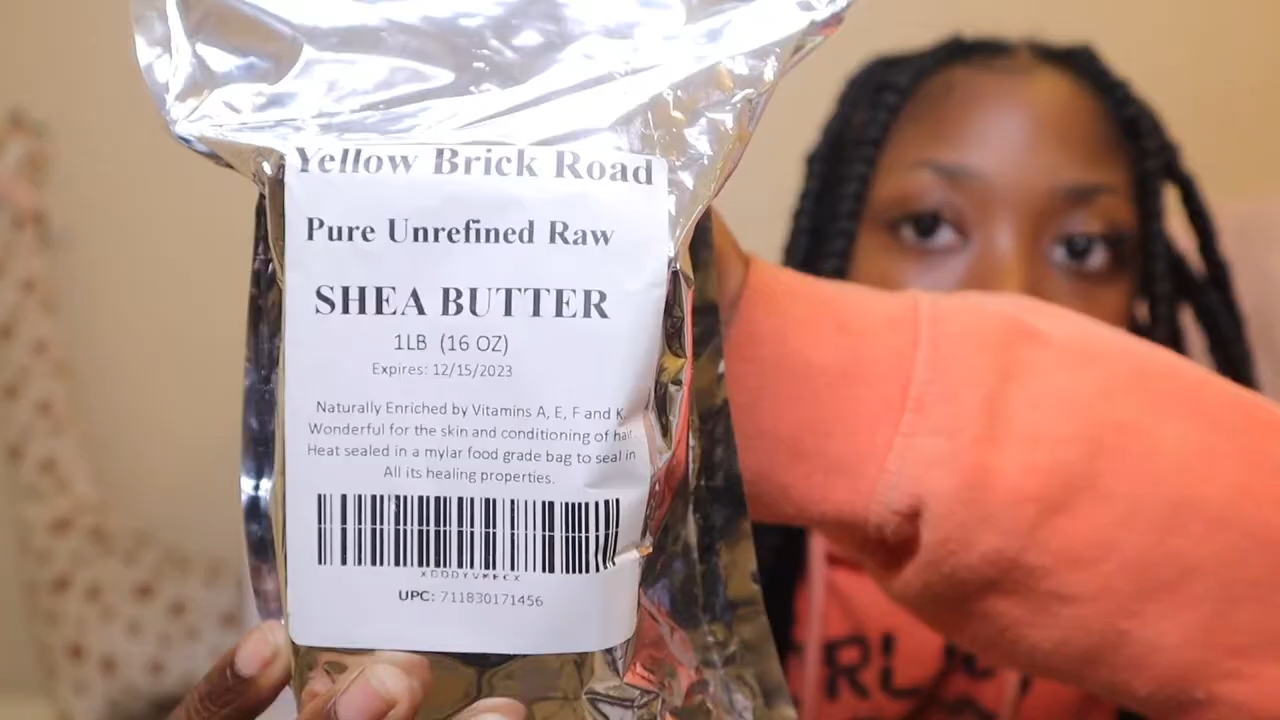 Yellow Brick Road
Pure Unrefined Raw
SHEA BUTTER
1LB (16 OZ)
Expires: 12/15/2023
Naturally Enriched by Vitamins A, E, F and K.
Wonderful for the skin and conditioning of hair.
Heat sealed in a mylar food grade bag to seal in
All its healing properties.
UPC: 711830171456